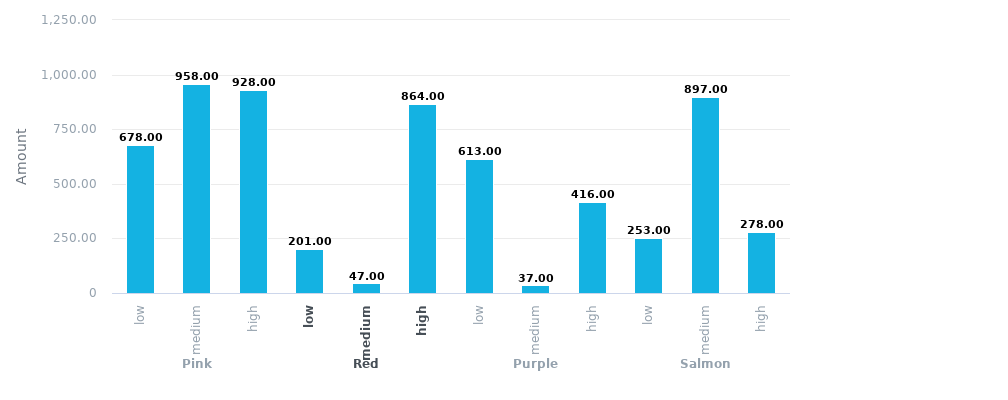 1,250.00
1,000.00
750.00
500.00
250.00
0
Amount
678.00
958.00
928.00
201.00
47.00
864.00
613.00
37.00
416.00
253.00
897.00
278.00
low
medium
high
low
medium
high
low
medium
high
low
medium
high
Pink
Red
Purple
Salmon